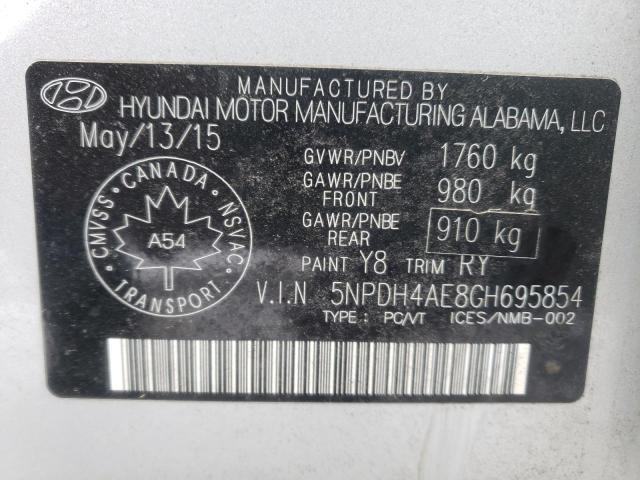 MANUFACTURED BY
HYUNDAI MOTOR MANUFACTURING ALABAMA, LLC
May/13/15
GVWR/PNBV 1760 kg
GAWR/PNBE FRONT 980 kg
GAWR/PNBE REAR 910 kg
PAINT Y8 TRIM RY
V.I.N 5NPDH4AE8GH695854
TYPE : PC/VT ICES/NMB-002
CMVSS • CANADA • NSVAC • TRANSPORT
A54